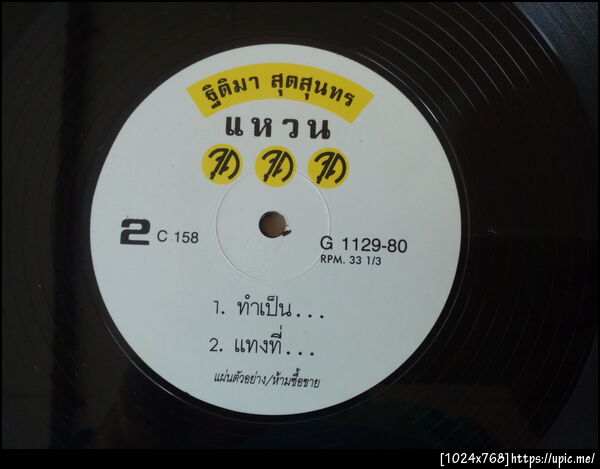 ฐิติมา สุตสุนทร
แหวน
2 C 158
G 1129-80
RPM. 33 1/3
1. ทำเป็น...
2. แทงที่...
แผ่นตัวอย่าง/ห้ามซื้อขาย
[1024x768]https://upic.me/